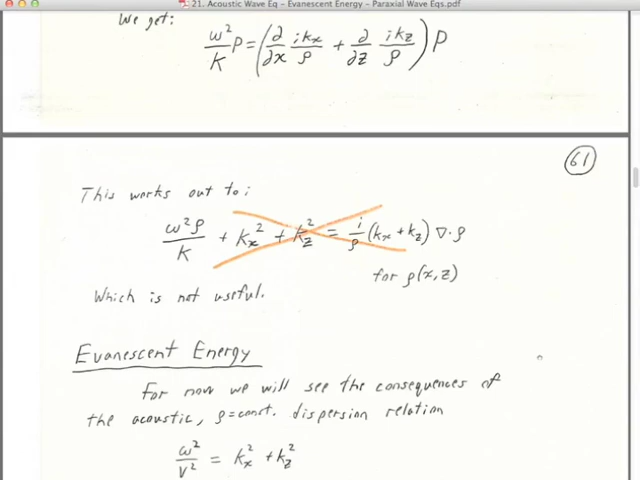 21. Acoustic Wave Eq - Evanescent Energy - Paraxial Wave Eqs.pdf
We get:
ω²/K P = (∂/∂x ikx/ρ + ∂/∂z ikz/ρ) P
61
This works out to:
ω²ρ/K + kx² + kz² = i/ρ (kx + kz) ∇·ρ
for ρ(x,z)
Which is not useful.
Evanescent Energy
For now we will see the consequences of
the acoustic, ρ=const. dispersion relation
ω²/V² = kx² + kz²